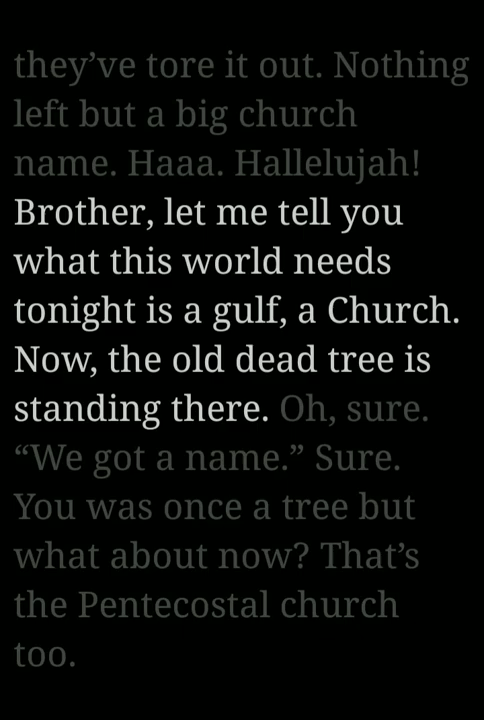 they’ve tore it out. Nothing
left but a big church
name. Haaa. Hallelujah!
Brother, let me tell you
what this world needs
tonight is a gulf, a Church.
Now, the old dead tree is
standing there. Oh, sure.
“We got a name.” Sure.
You was once a tree but
what about now? That’s
the Pentecostal church
too.